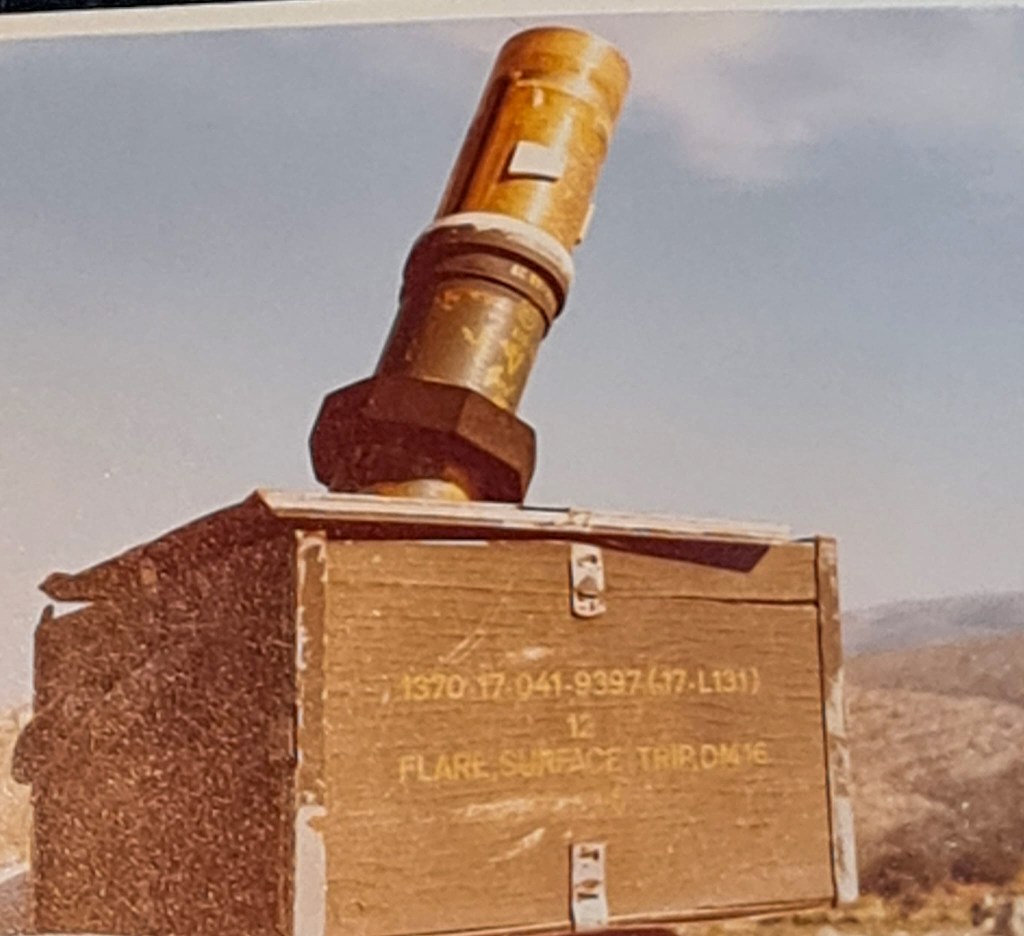 1370-17-041-9397 (17-L131)
12
FLARE, SURFACE TRIP, DM16